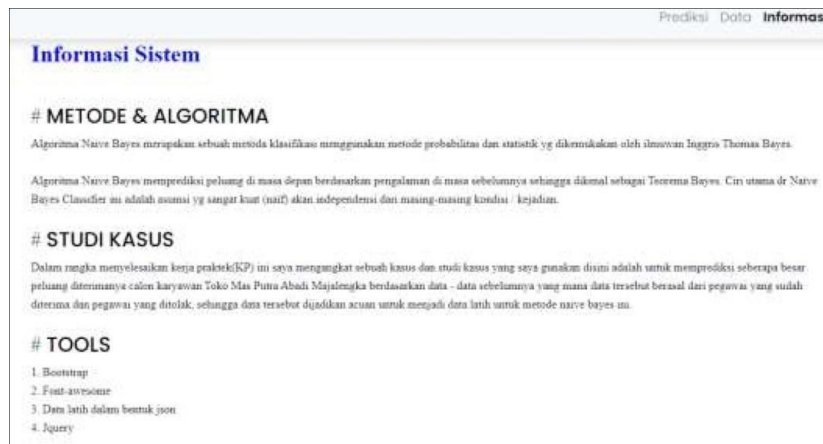 Prediksi Data Informas
Informasi Sistem
# METODE & ALGORITMA
Algoritma Naive Bayes merupakan sebuah metoda klasifikasi menggunakan metode probabilitas dan statistik yg dikemukakan oleh ilmuwan Inggris Thomas Bayes.
Algoritma Naive Bayes memprediksi peluang di masa depan berdasarkan pengalaman di masa sebelumnya sehingga dikenal sebagai Teorema Bayes. Ciri utama dr Naive
Bayes Classifier ini adalah asumsi yg sangat kuat (naif) akan independensi dari masing-masing kondisi / kejadian.
# STUDI KASUS
Dalam rangka menyelesaikan kerja praktek(KP) ini saya mengangkat sebuah kasus dan studi kasus yang saya gunakan disini adalah untuk memprediksi seberapa besar
peluang diterimanya calon karyawan Toko Mas Putra Abadi Majalengka berdasarkan data - data sebelumnya yang mana data tersebut berasal dari pegawai yang sudah
diterima dan pegawai yang ditolak, sehingga data tersebut dijadikan acuan untuk menjadi data latih untuk metode naive bayes ini.
# TOOLS
1. Bootstrap
2. Font-awesome
3. Data latih dalam bentuk json
4. Jquery